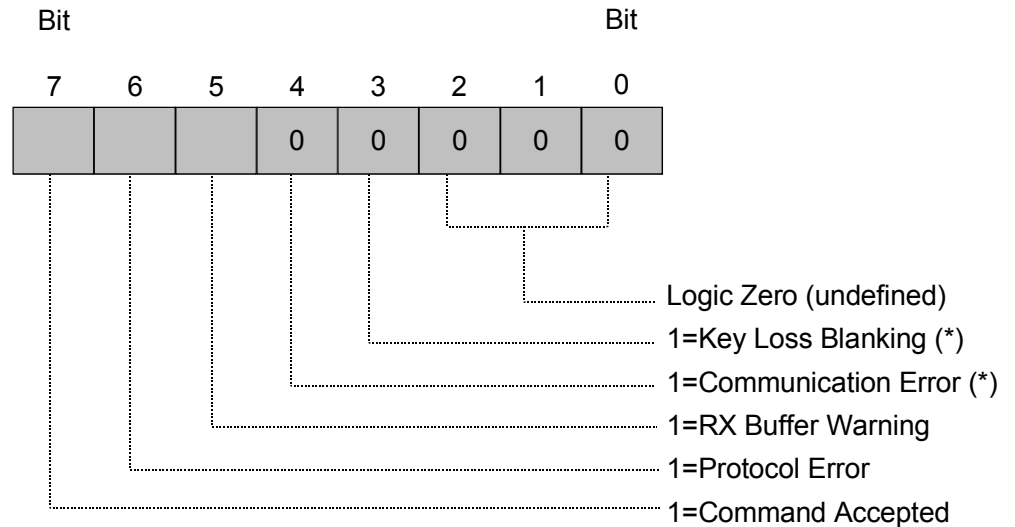 Bit Bit
7 6 5 4 3 2 1 0
0 0 0 0 0
Logic Zero (undefined)
1=Key Loss Blanking (*)
1=Communication Error (*)
1=RX Buffer Warning
1=Protocol Error
1=Command Accepted